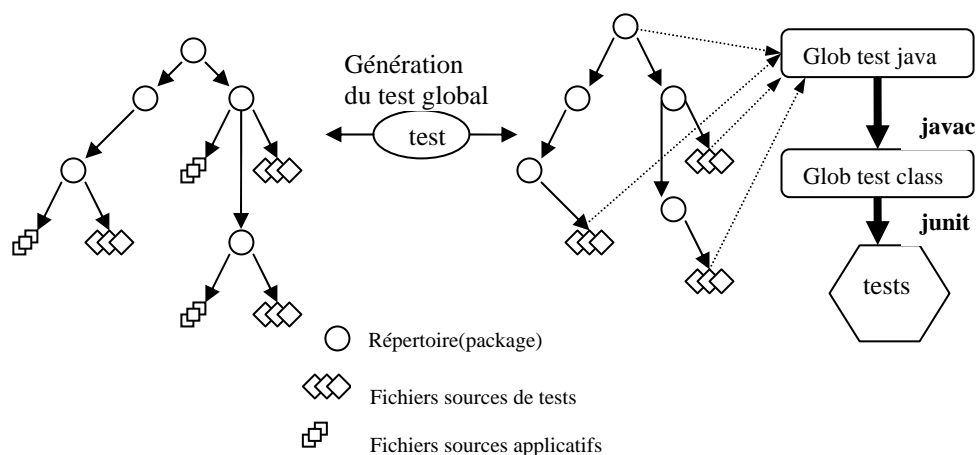 Génération
du test global
test
Glob test java
javac
Glob test class
junit
tests
Répértoire(package)
Fichiers sources de tests
Fichiers sources applicatifs